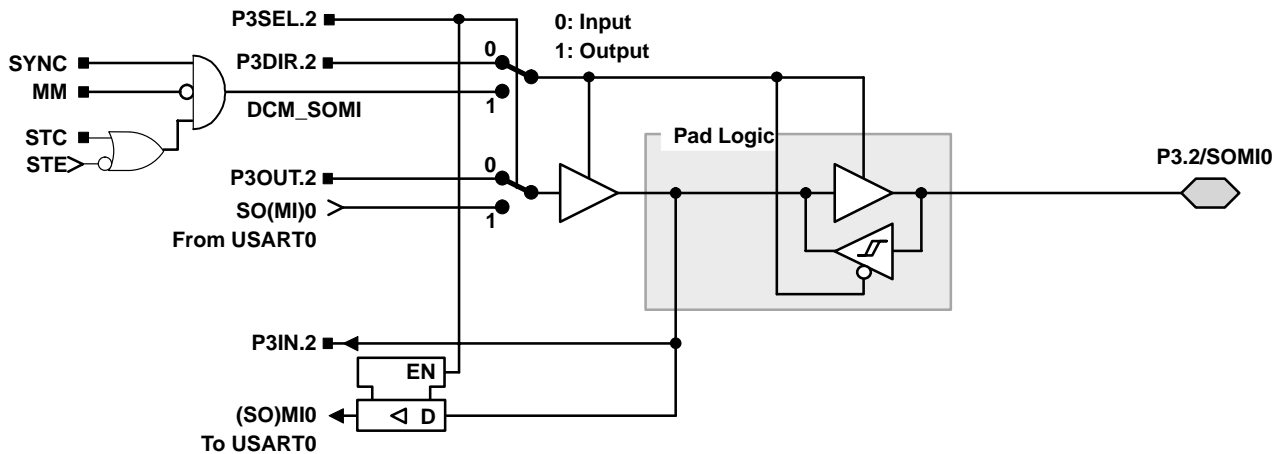 P3SEL.2
0: Input
1: Output
SYNC
P3DIR.2
0
MM
DCM_SOMI
1
STC
Pad Logic
STE
P3.2/SOMI0
P3OUT.2
0
SO(MI)0
1
From USART0
P3IN.2
EN
(SO)MI0
D
To USART0